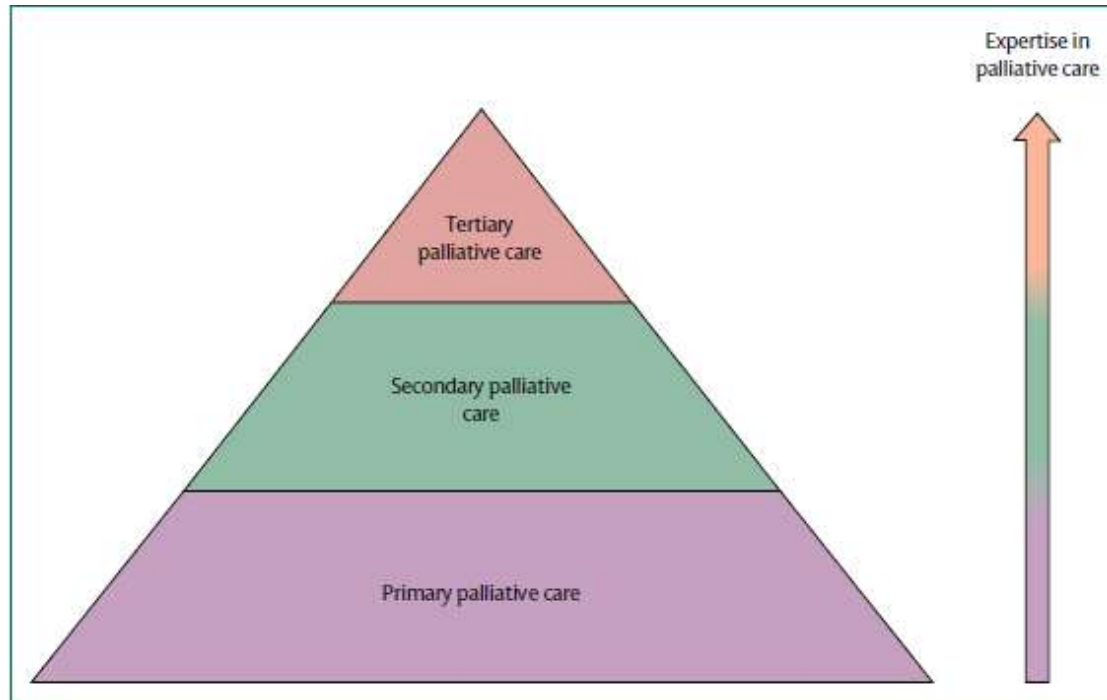 Expertise in
palliative care
Tertiary
palliative care
Secondary palliative
care
Primary palliative care